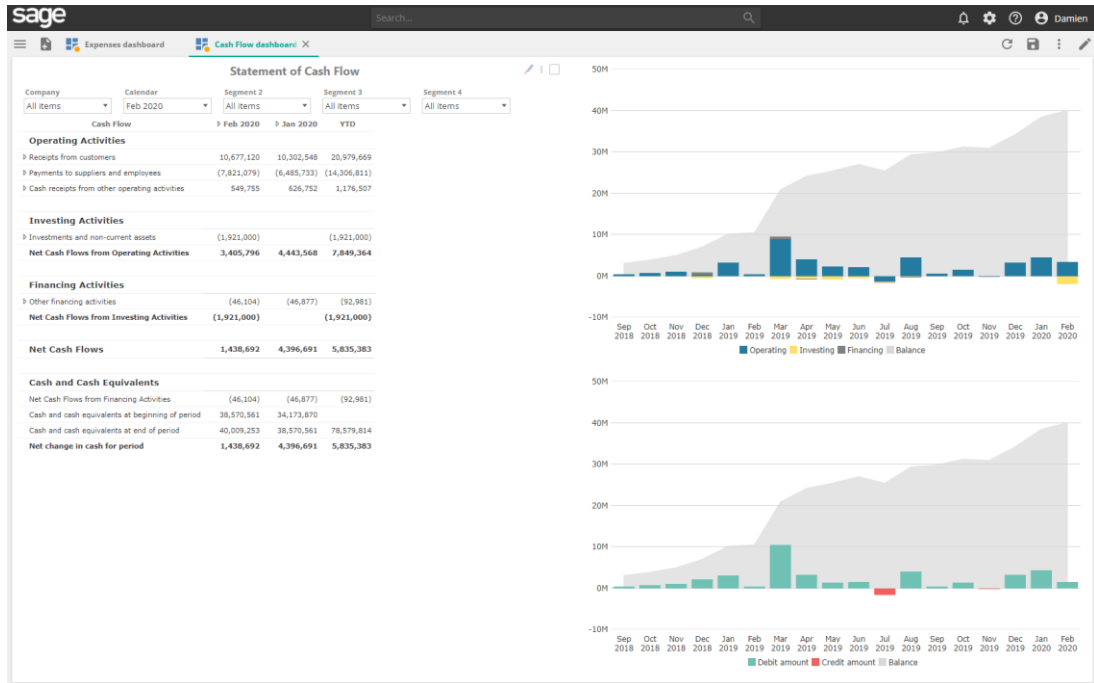 sage
Search...
Damien
Expenses dashboard
Cash Flow dashboard
Statement of Cash Flow
Company Calendar Segment 2 Segment 3 Segment 4
All items Feb 2020 All items All items All items
Cash Flow Feb 2020 Jan 2020 YTD
Operating Activities
Receipts from customers 10,677,120 10,302,548 20,979,669
Payments to suppliers and employees (7,821,079) (6,485,733) (14,306,811)
Cash receipts from other operating activities 549,755 626,752 1,176,507
Investing Activities
Investments and non-current assets (1,921,000) (1,921,000)
Net Cash Flows from Operating Activities 3,405,796 4,443,568 7,849,364
Financing Activities
Other financing activities (46,104) (46,877) (92,981)
Net Cash Flows from Investing Activities (1,921,000) (1,921,000)
Net Cash Flows 1,438,692 4,396,691 5,835,383
Cash and Cash Equivalents
Net Cash Flows from Financing Activities (46,104) (46,877) (92,981)
Cash and cash equivalents at beginning of period 38,570,561 34,173,870
Cash and cash equivalents at end of period 40,009,253 38,570,561 78,579,814
Net change in cash for period 1,438,692 4,396,691 5,835,383
50M
40M
30M
20M
10M
0M
-10M
Sep Oct Nov Dec Jan Feb Mar Apr May Jun Jul Aug Sep Oct Nov Dec Jan Feb
2018 2018 2018 2018 2019 2019 2019 2019 2019 2019 2019 2019 2019 2019 2019 2019 2020 2020
Operating Investing Financing Balance
50M
40M
30M
20M
10M
0M
-10M
Sep Oct Nov Dec Jan Feb Mar Apr May Jun Jul Aug Sep Oct Nov Dec Jan Feb
2018 2018 2018 2018 2019 2019 2019 2019 2019 2019 2019 2019 2019 2019 2019 2019 2020 2020
Debit amount Credit amount Balance